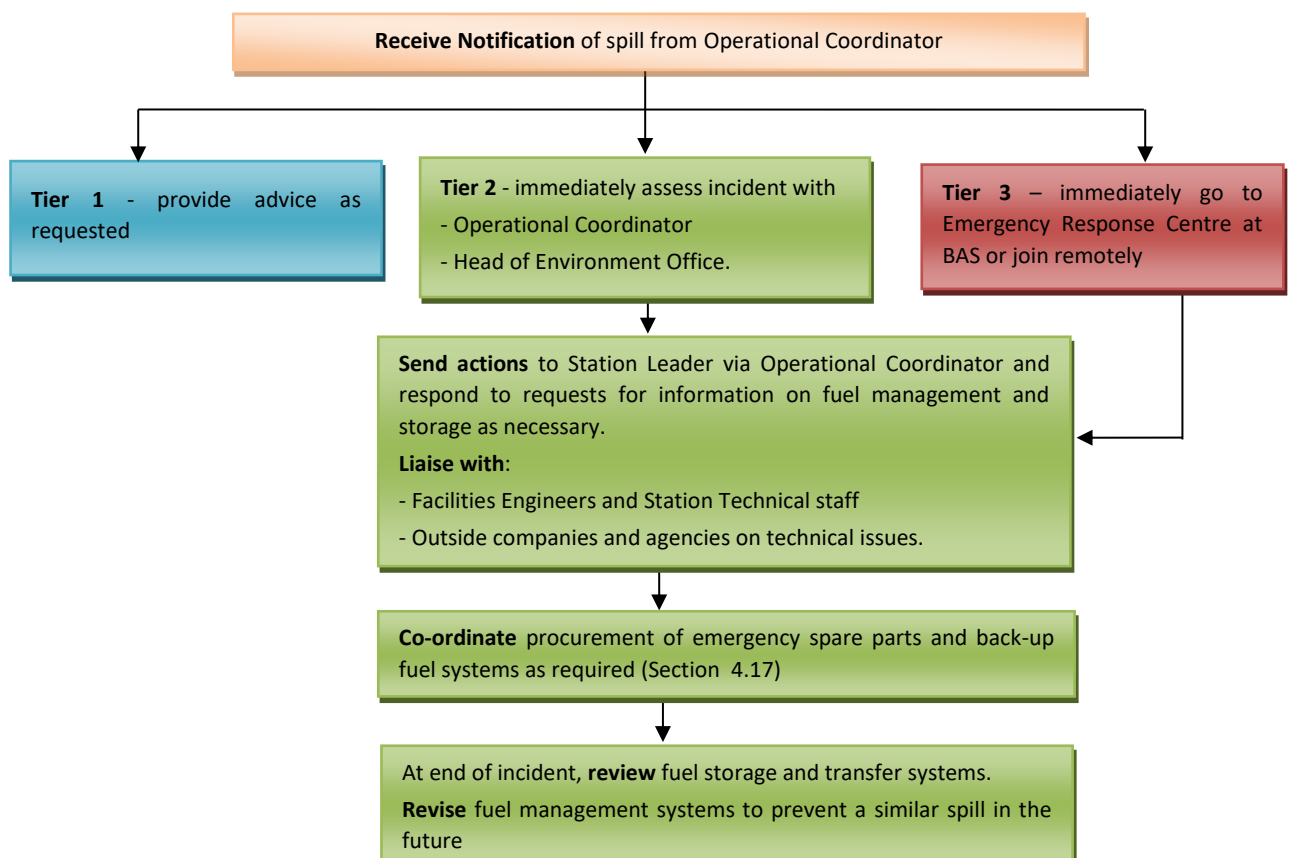 Receive Notification of spill from Operational Coordinator
Tier 1 - provide advice as
requested
Tier 2 - immediately assess incident with
- Operational Coordinator
- Head of Environment Office.
Tier 3 – immediately go to
Emergency Response Centre at
BAS or join remotely
Send actions to Station Leader via Operational Coordinator and
respond to requests for information on fuel management and
storage as necessary.
Liaise with:
- Facilities Engineers and Station Technical staff
- Outside companies and agencies on technical issues.
Co-ordinate procurement of emergency spare parts and back-up
fuel systems as required (Section 4.17)
At end of incident, review fuel storage and transfer systems.
Revise fuel management systems to prevent a similar spill in the
future